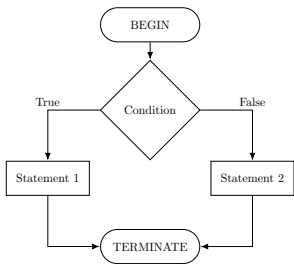 BEGIN
True
False
Condition
Statement 1
Statement 2
TERMINATE